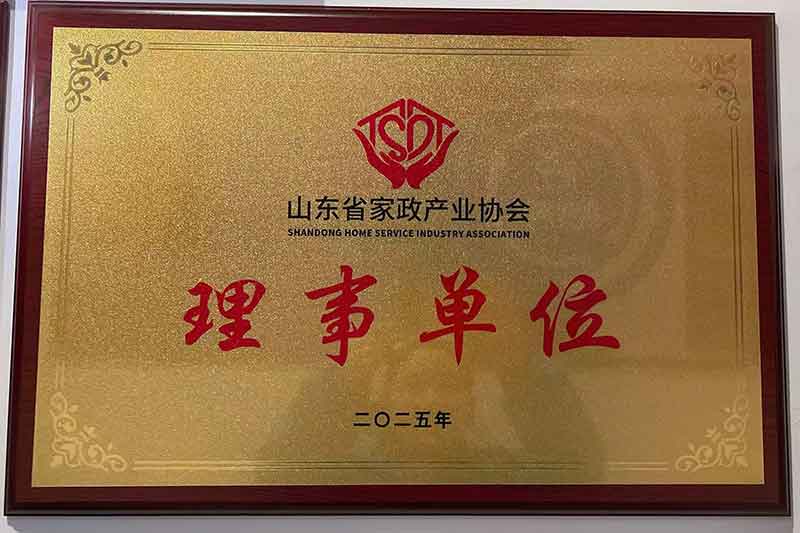 SD
山东省家政产业协会
SHANDONG HOME SERVICE INDUSTRY ASSOCIATION
理事单位
二〇二五年